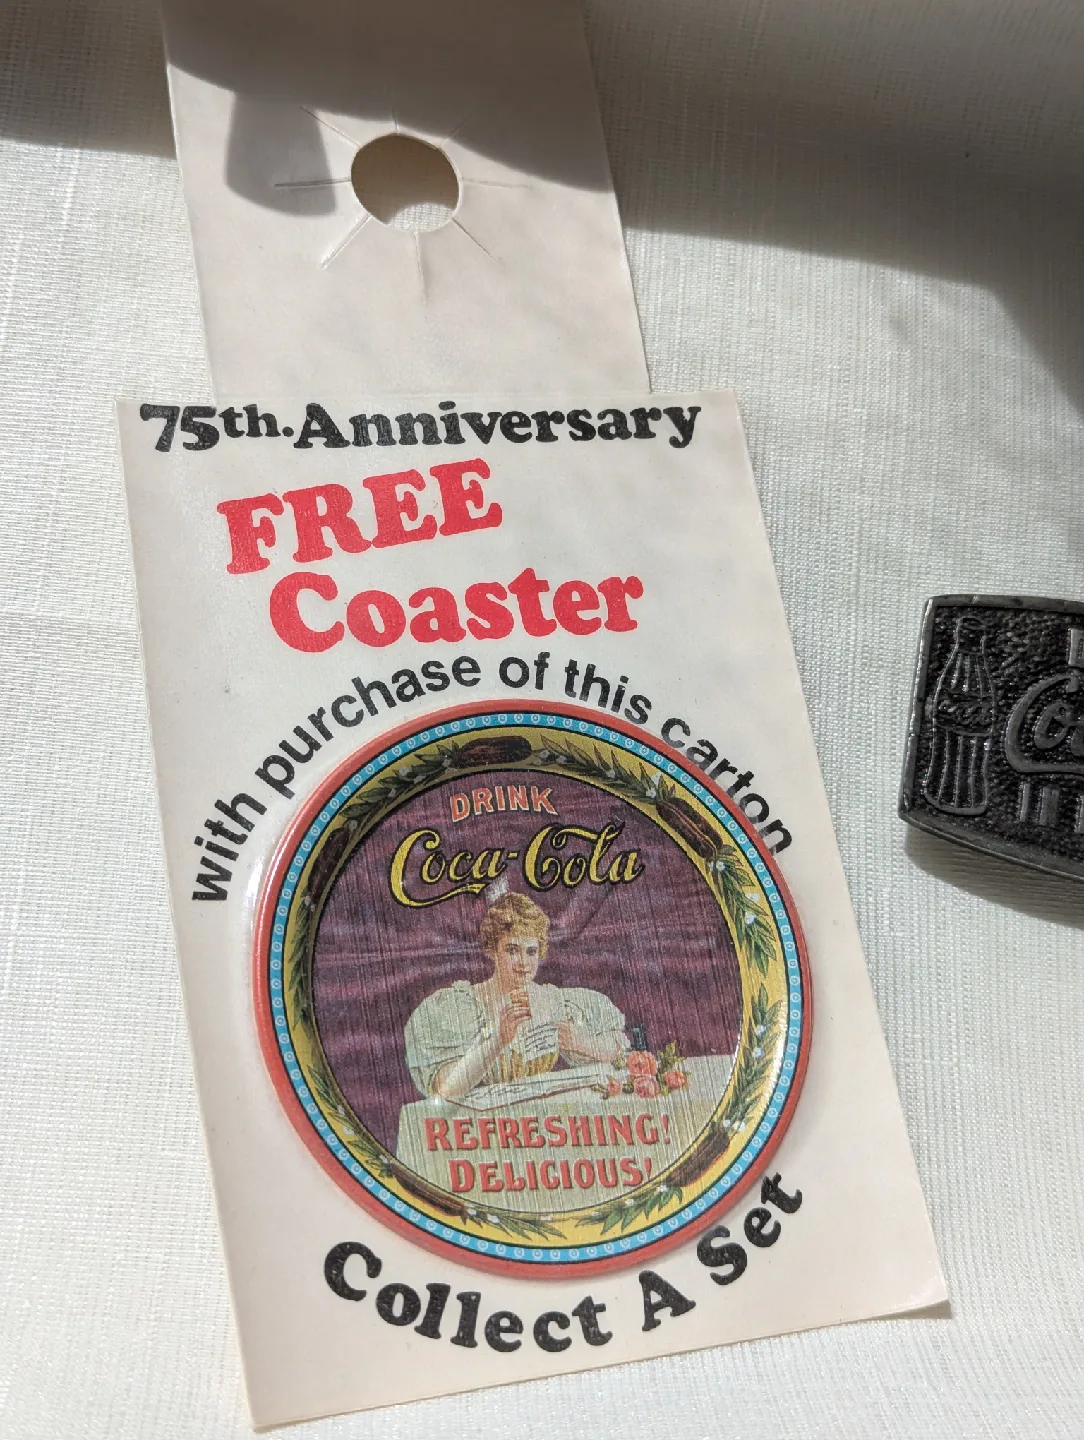 75th. Anniversary
FREE
Coaster
with purchase of this carton
DRINK
Coca-Cola
REFRESHING!
DELICIOUS!
Collect A Set